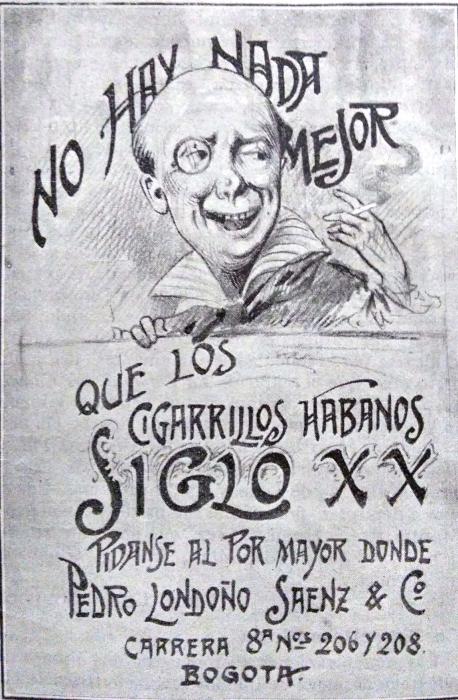 NO HAY NADA
MEJOR
QUE LOS
CIGARRILLOS HABANOS
SIGLO XX
PIDANSE AL POR MAYOR DONDE
PEDRO LONDOÑO SAENZ & Cº
CARRERA 8ª Nos 206 Y 208.
BOGOTA.